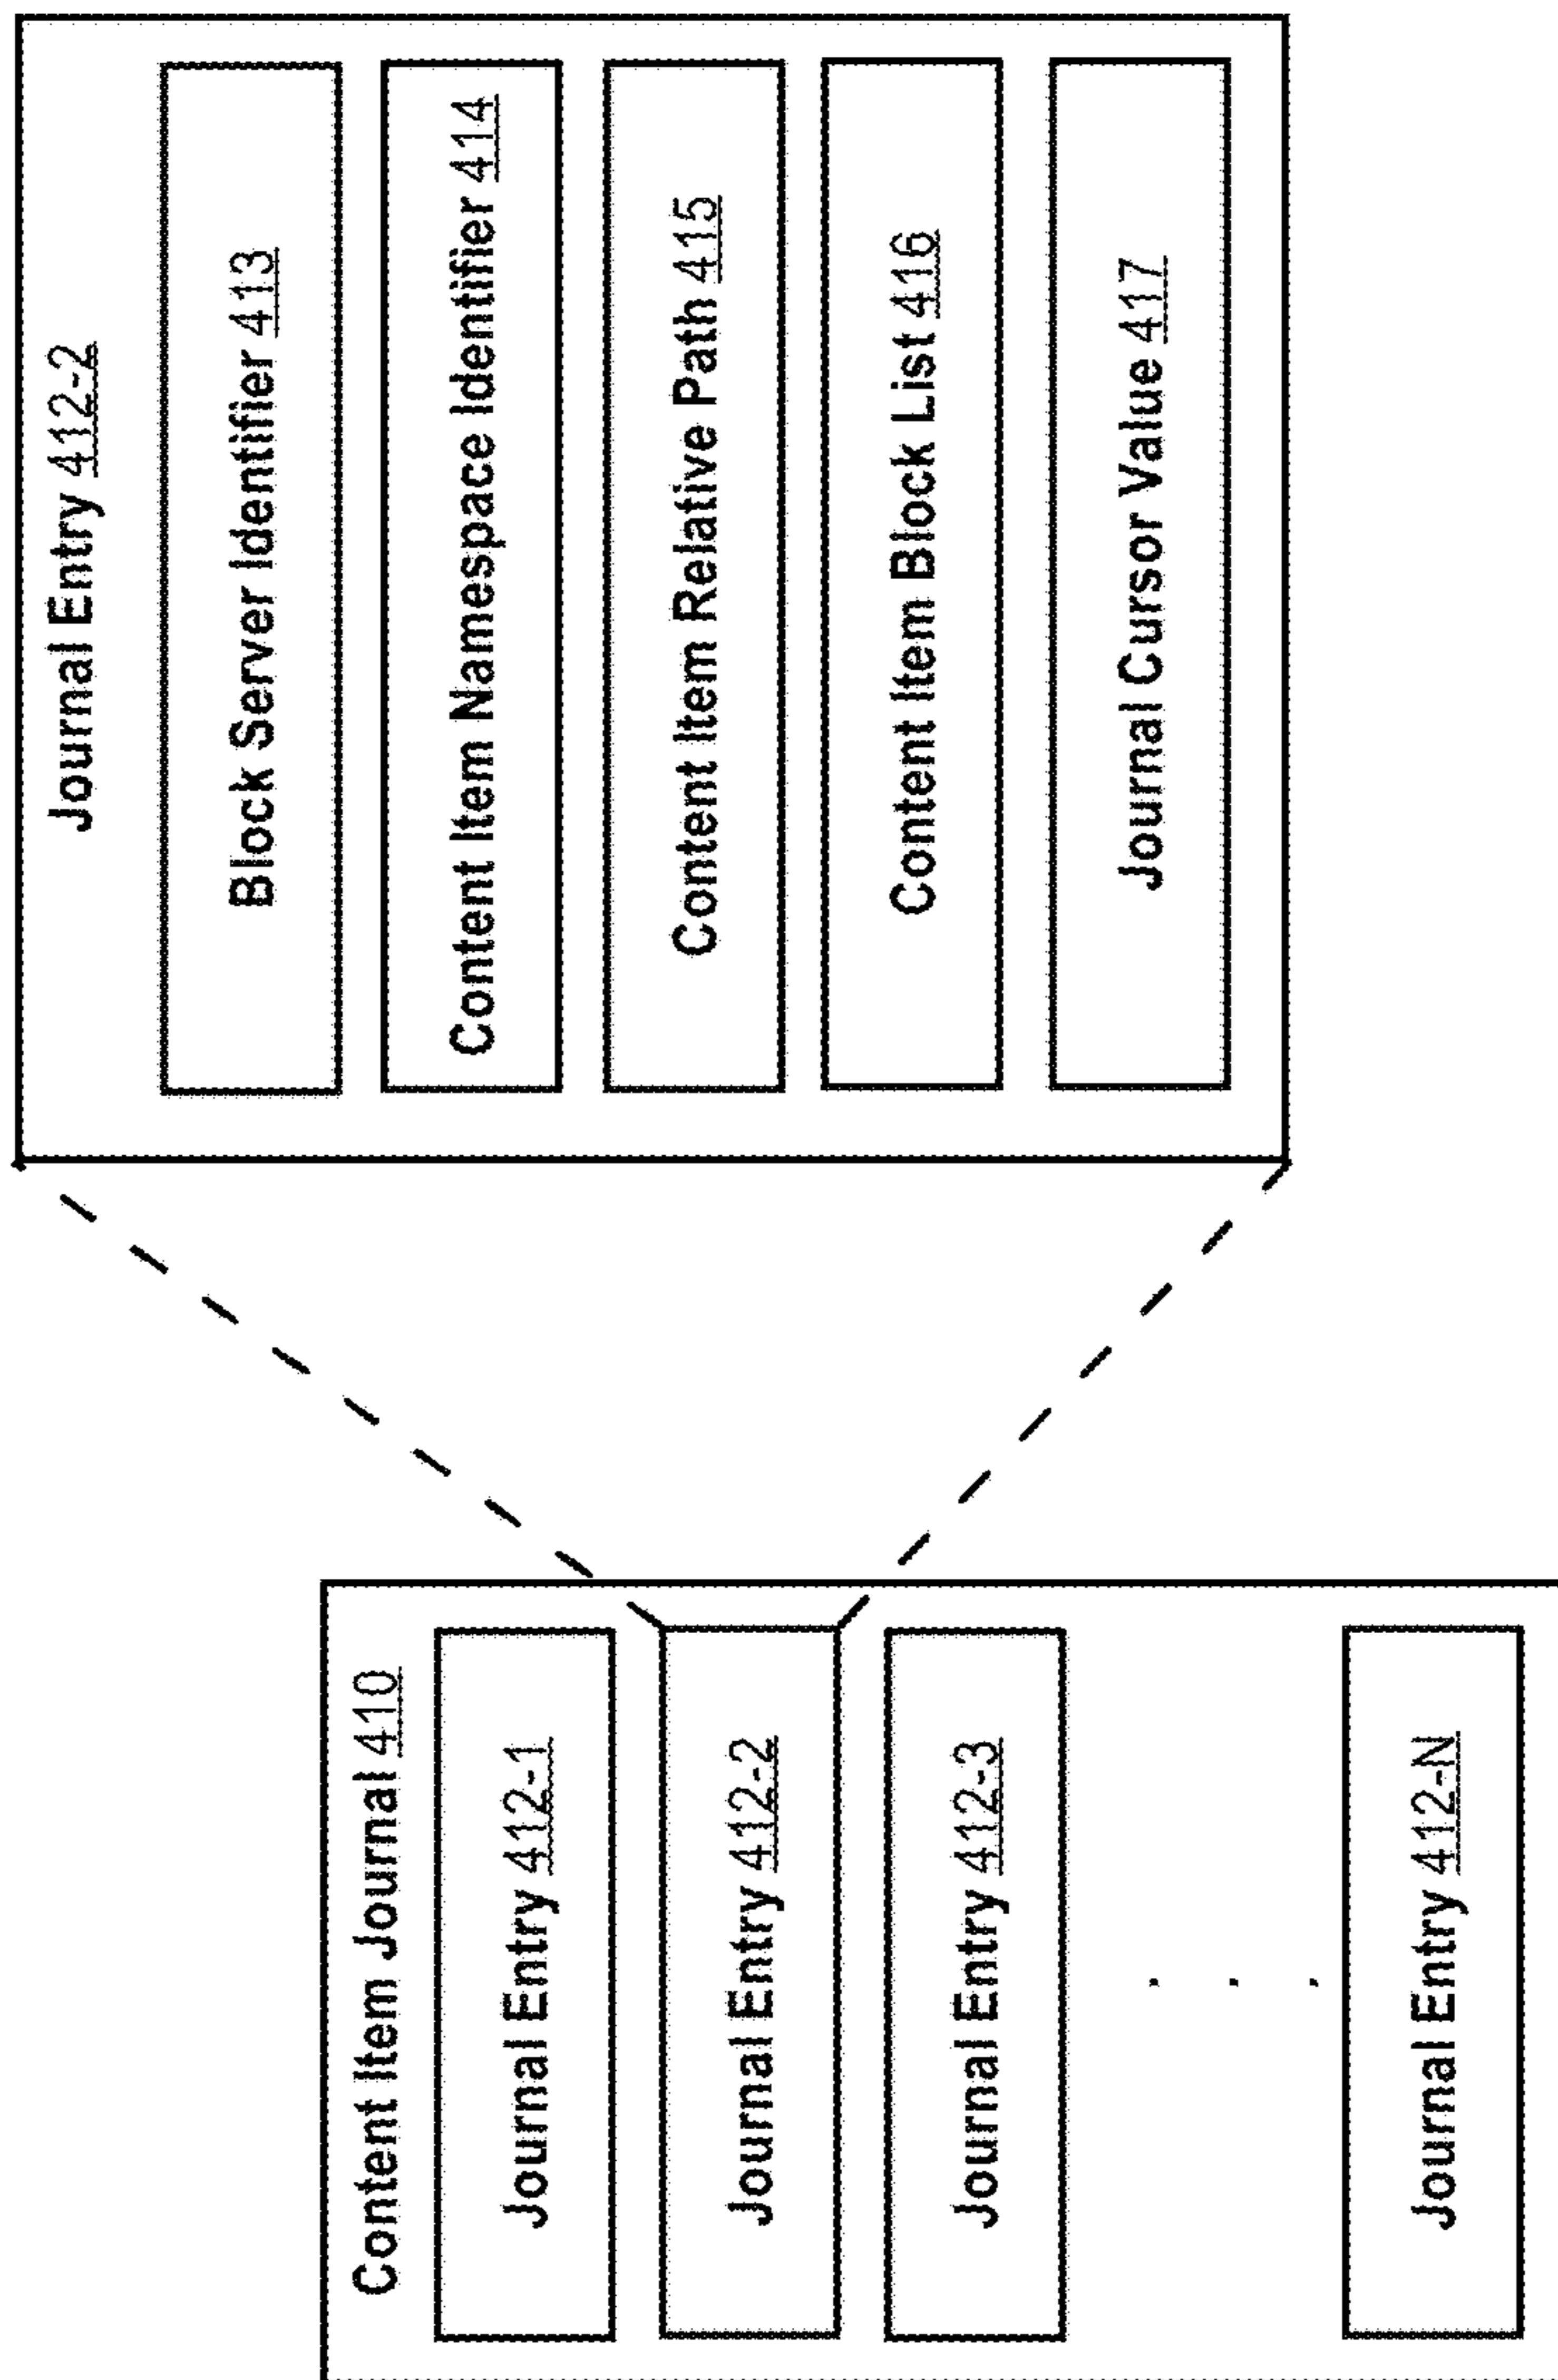 Content Item Journal 410
Journal Entry 412-1
Journal Entry 412-2
Journal Entry 412-3
Journal Entry 412-N
Journal Entry 412-2
Block Server Identifier 413
Content Item Namespace Identifier 414
Content Item Relative Path 415
Content Item Block List 416
Journal Cursor Value 417